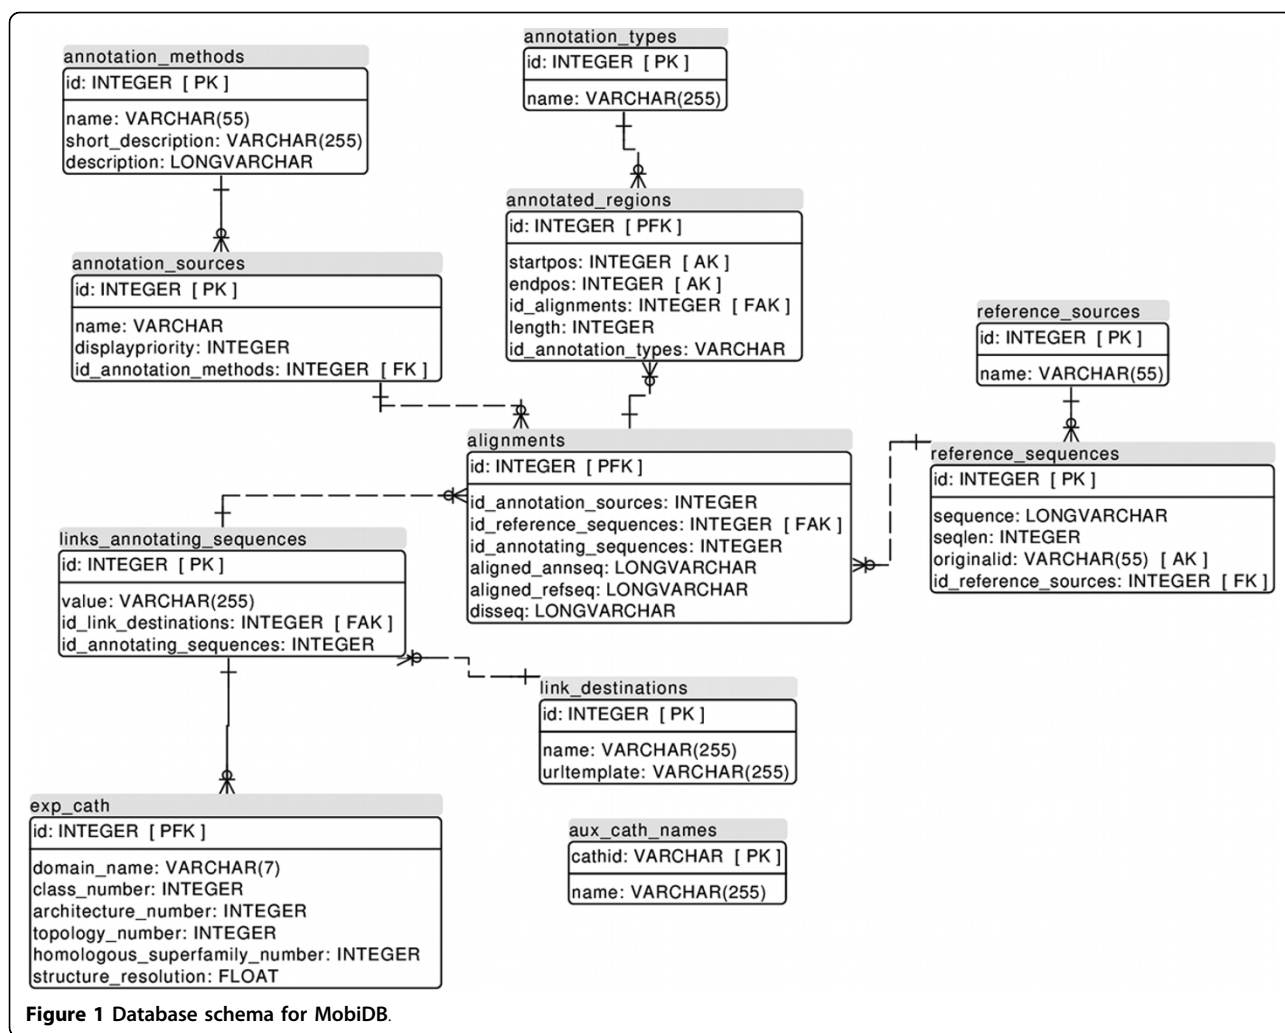 annotation_methods
id: INTEGER [ PK ]
name: VARCHAR(55)
short_description: VARCHAR(255)
description: LONGVARCHAR
annotation_types
id: INTEGER [ PK ]
name: VARCHAR(255)
annotated_regions
id: INTEGER [ PFK ]
startpos: INTEGER [ AK ]
endpos: INTEGER [ AK ]
id_alignments: INTEGER [ FAK ]
length: INTEGER
id_annotation_types: VARCHAR
annotation_sources
id: INTEGER [ PK ]
name: VARCHAR
displaypriority: INTEGER
id_annotation_methods: INTEGER [ FK ]
reference_sources
id: INTEGER [ PK ]
name: VARCHAR(55)
alignments
id: INTEGER [ PFK ]
id_annotation_sources: INTEGER
id_reference_sequences: INTEGER [ FAK ]
id_annotating_sequences: INTEGER
aligned_annseq: LONGVARCHAR
aligned_refseq: LONGVARCHAR
disseq: LONGVARCHAR
reference_sequences
id: INTEGER [ PK ]
sequence: LONGVARCHAR
seqlen: INTEGER
originalid: VARCHAR(55) [ AK ]
id_reference_sources: INTEGER [ FK ]
links_annotating_sequences
id: INTEGER [ PK ]
value: VARCHAR(255)
id_link_destinations: INTEGER [ FAK ]
id_annotating_sequences: INTEGER
link_destinations
id: INTEGER [ PK ]
name: VARCHAR(255)
urltemplate: VARCHAR(255)
exp_cath
id: INTEGER [ PFK ]
domain_name: VARCHAR(7)
class_number: INTEGER
architecture_number: INTEGER
topology_number: INTEGER
homologous_superfamily_number: INTEGER
structure_resolution: FLOAT
aux_cath_names
cathid: VARCHAR [ PK ]
name: VARCHAR(255)
Figure 1 Database schema for MobiDB.